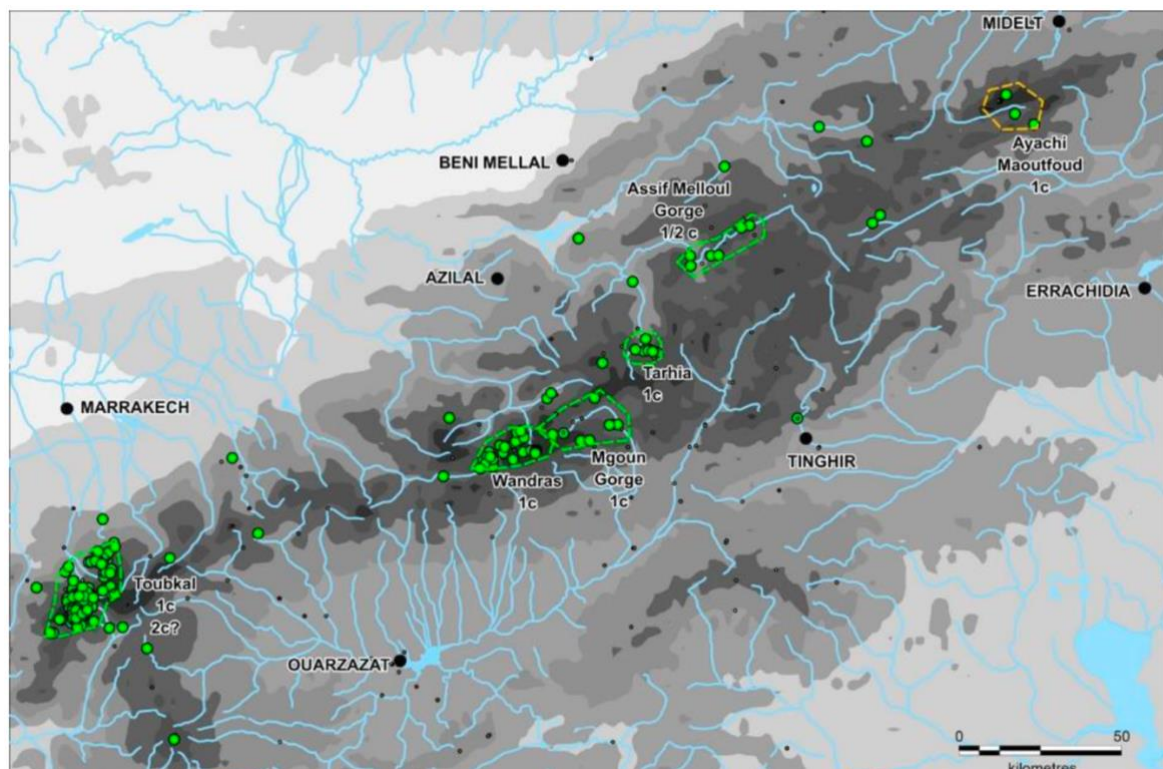 MIDELT
BENI MELLAL
Ayachi
Maoutfoud
1c
Assif Melloul
Gorge
1/2 c
AZILAL
ERRACHIDIA
Tarhia
1c
MARRAKECH
TINGHIR
Mgoun
Gorge
1c
Wandras
1c
Toubkal
1c
2c?
OUARZAZAT
0 50
kilometres